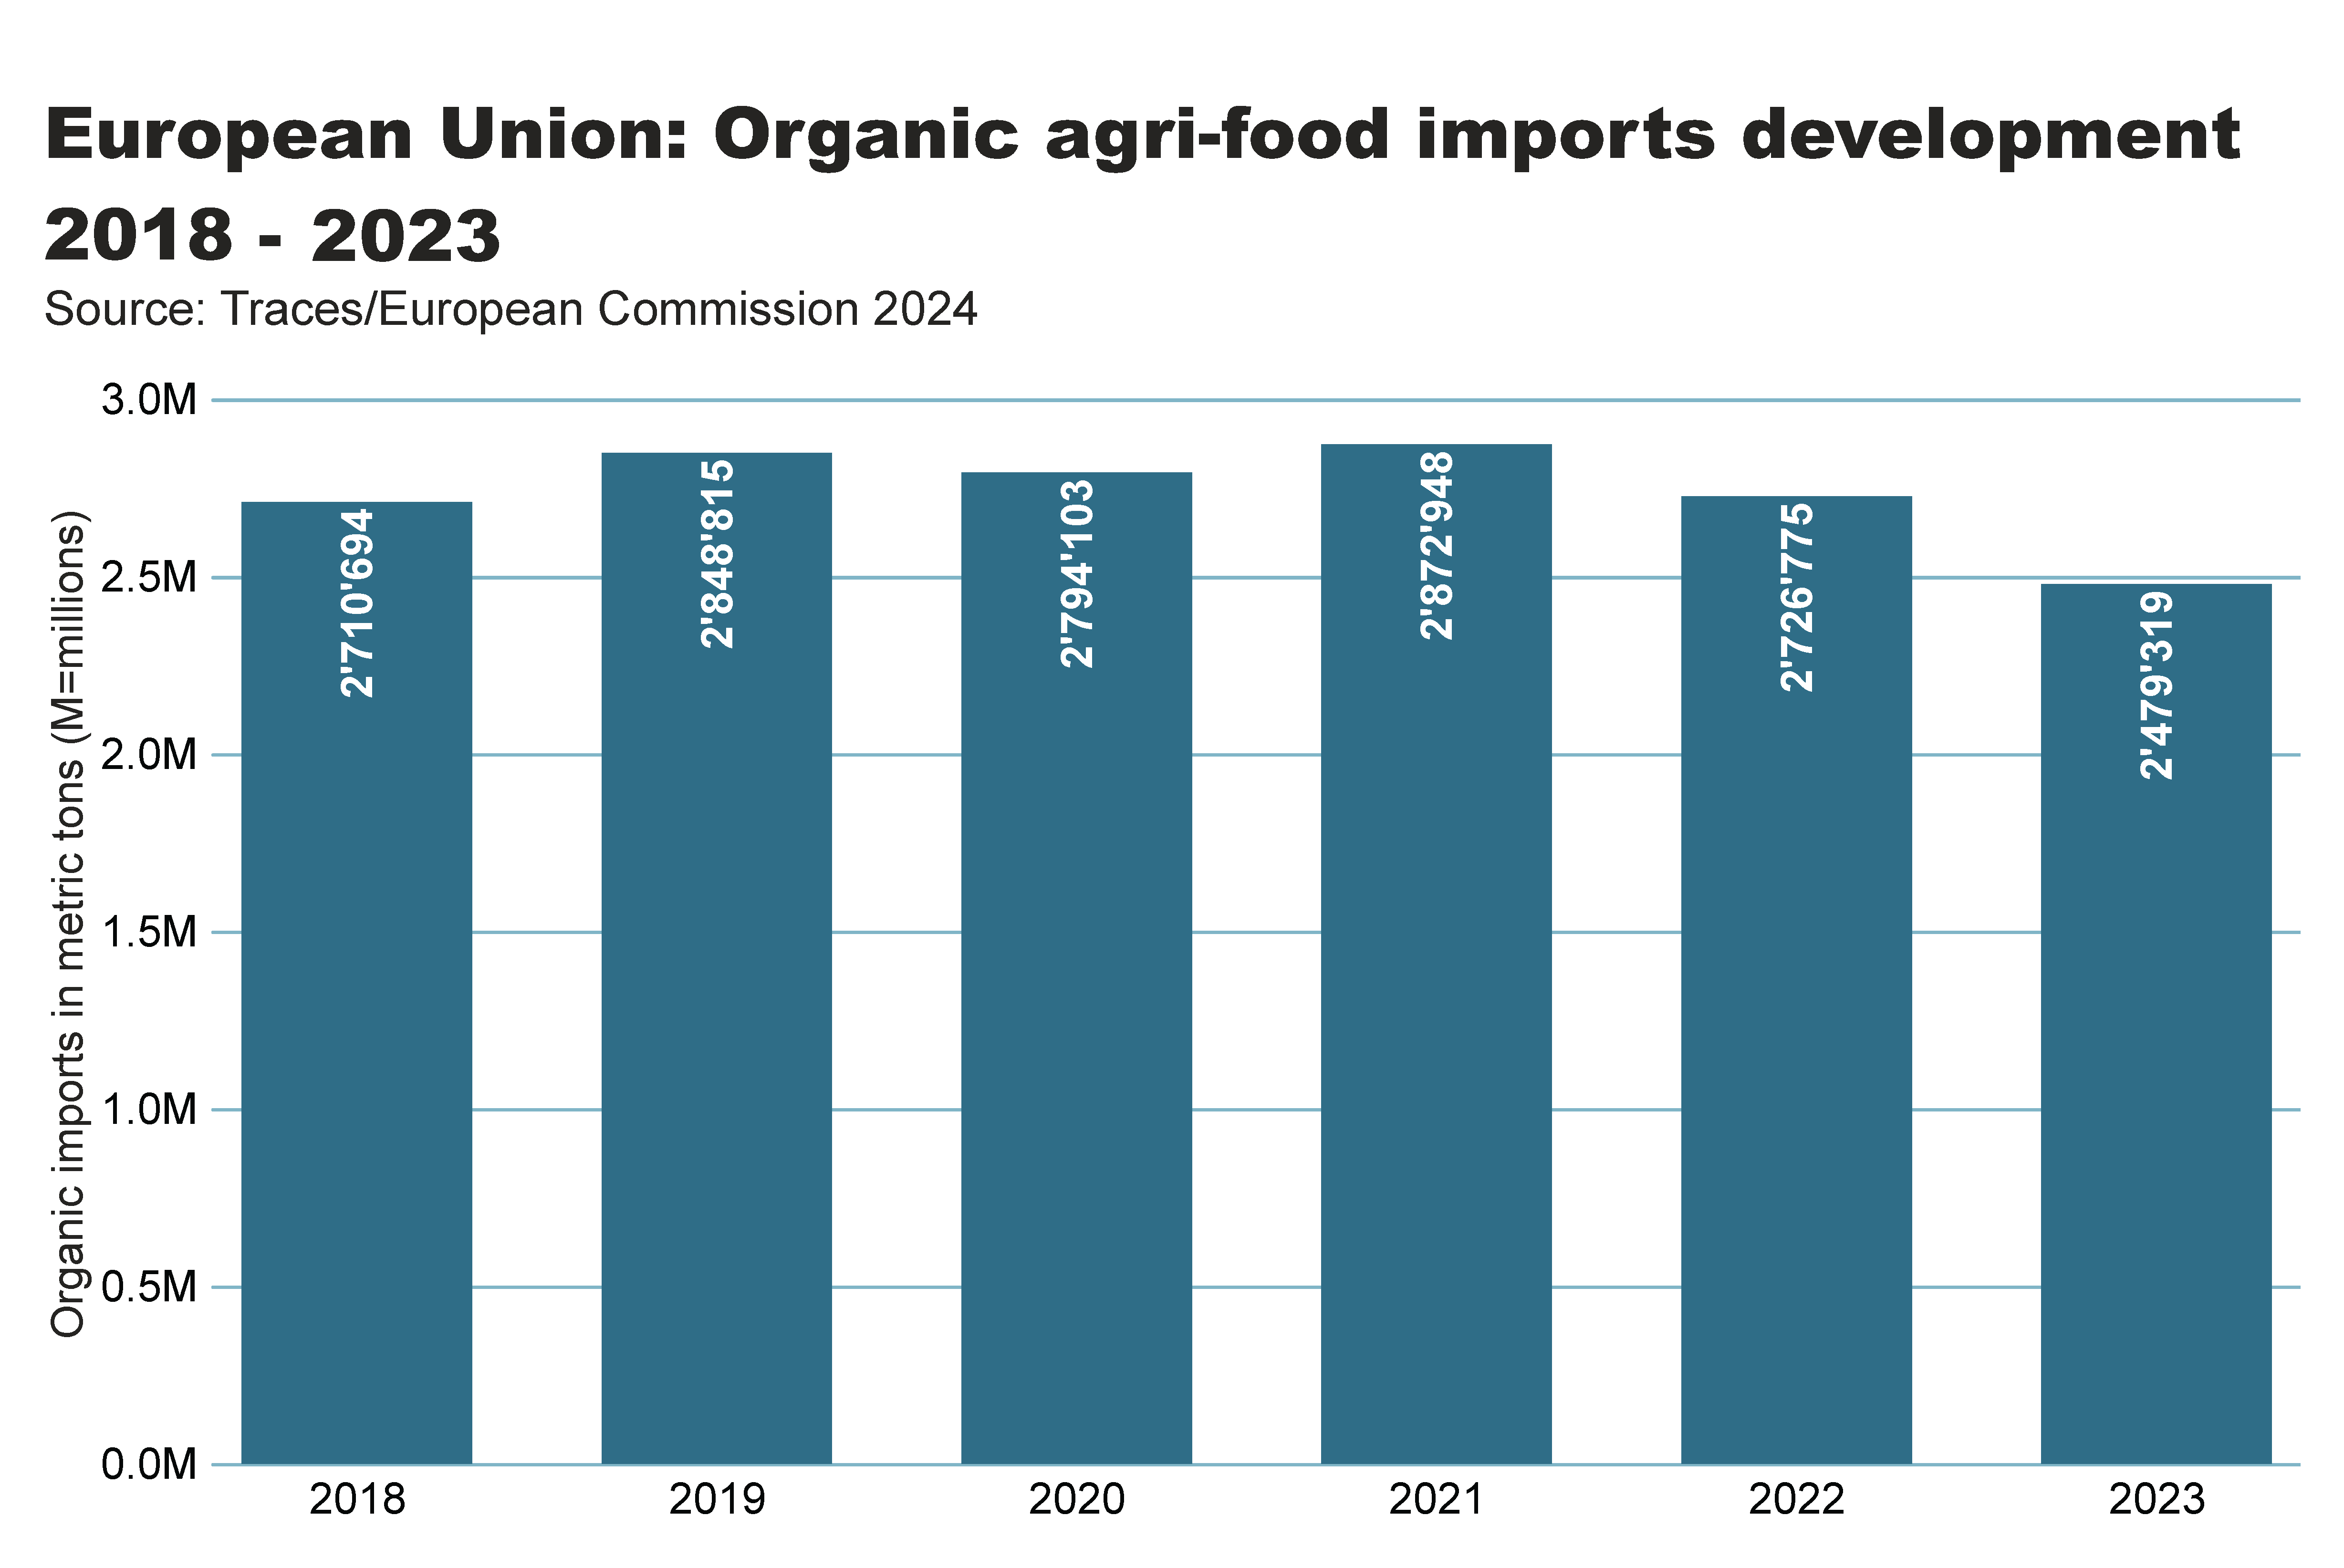 European Union: Organic agri-food imports development
2018 - 2023
Source: Traces/European Commission 2024
Organic imports in metric tons (M=millions)
3.0M
2.5M
2.0M
1.5M
1.0M
0.5M
0.0M
2'710'694
2'848'815
2'794'103
2'872'948
2'726'775
2'479'319
2018
2019
2020
2021
2022
2023